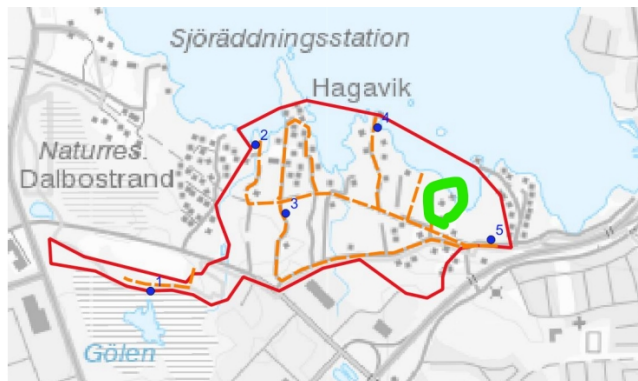 Sjöräddningsstation
Hagavik
4
2
Naturres.
Dalbostrand
3
5
1
Gölen